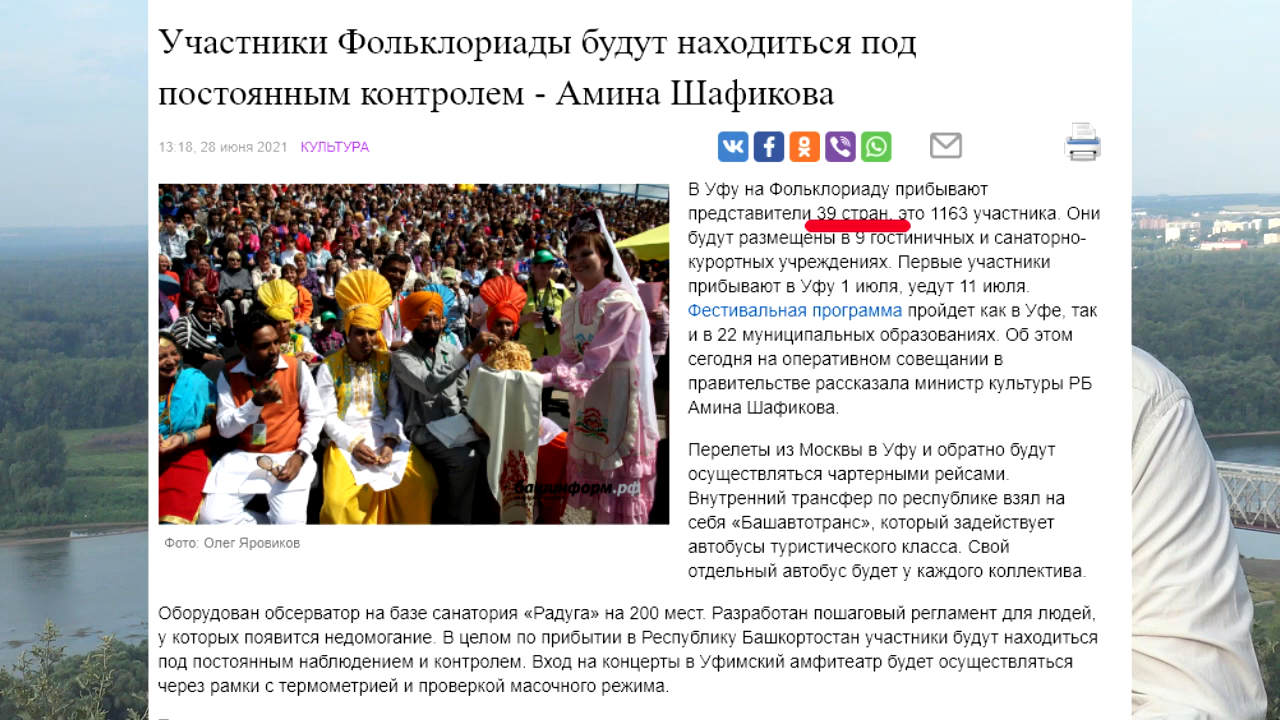 Участники Фольклориады будут находиться под
постоянным контролем - Амина Шафикова
13:18, 28 июня 2021 КУЛЬТУРА
В Уфу на Фольклориаду прибывают
представители 39 стран, это 1163 участника. Они
будут размещены в 9 гостиничных и санаторно-
курортных учреждениях. Первые участники
прибывают в Уфу 1 июля, уедут 11 июля.
Фестивальная программа пройдет как в Уфе, так
и в 22 муниципальных образованиях. Об этом
сегодня на оперативном совещании в
правительстве рассказала министр культуры РБ
Амина Шафикова.
башинформ.рф
Фото: Олег Яровиков
Перелеты из Москвы в Уфу и обратно будут
осуществляться чартерными рейсами.
Внутренний трансфер по республике взял на
себя «Башавтотранс», который задействует
автобусы туристического класса. Свой
отдельный автобус будет у каждого коллектива.
Оборудован обсерватор на базе санатория «Радуга» на 200 мест. Разработан пошаговый регламент для людей,
у которых появится недомогание. В целом по прибытии в Республику Башкортостан участники будут находиться
под постоянным наблюдением и контролем. Вход на концерты в Уфимский амфитеатр будет осуществляться
через рамки с термометрией и проверкой масочного режима.